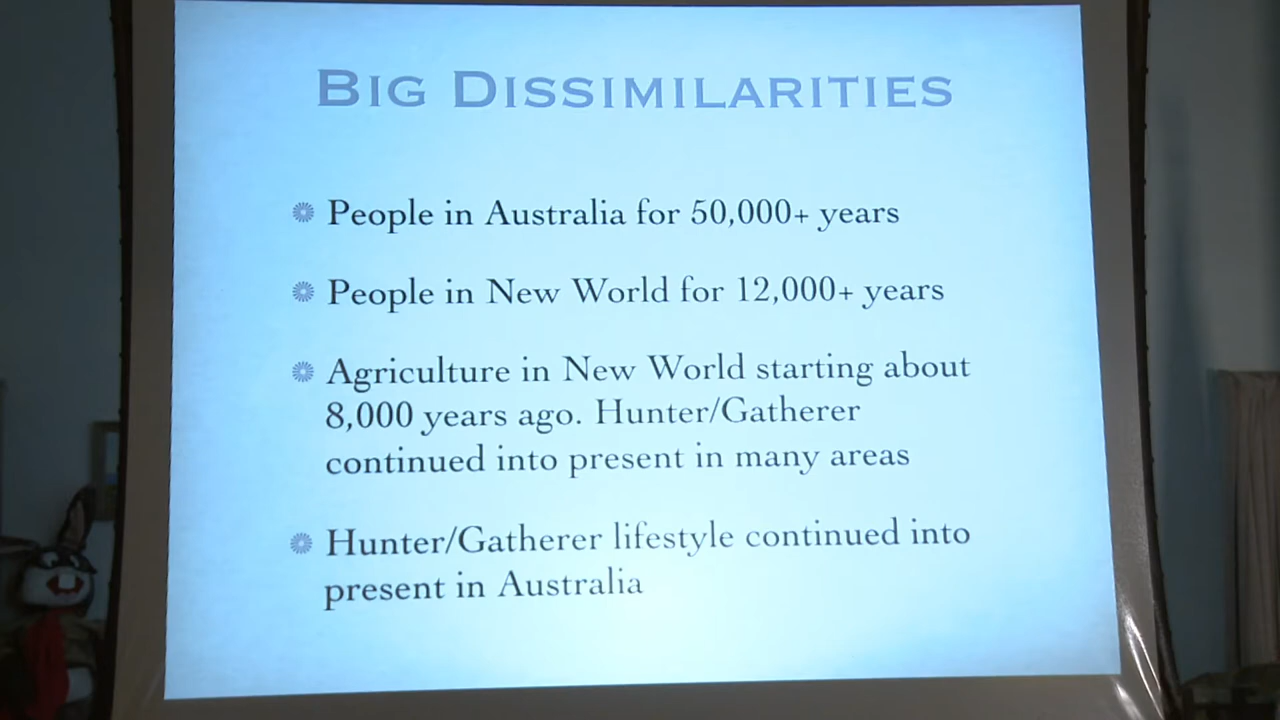 BIG DISSIMILARITIES
People in Australia for 50,000+ years
People in New World for 12,000+ years
Agriculture in New World starting about
8,000 years ago. Hunter/Gatherer
continued into present in many areas
Hunter/Gatherer lifestyle continued into
present in Australia